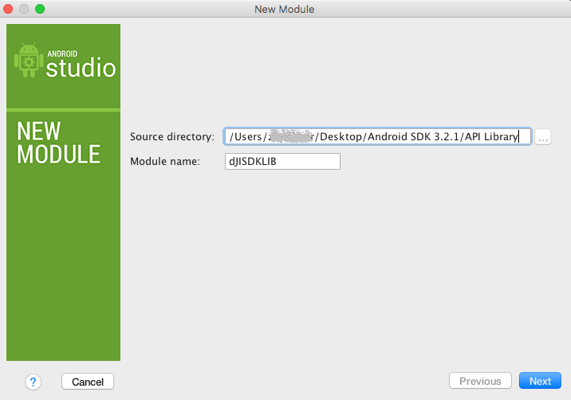 New Module
ANDROID
studio
NEW
MODULE
Source directory: /Users/ /Desktop/Android SDK 3.2.1/API Library ...
Module name: dJISDKLIB
? Cancel Previous Next